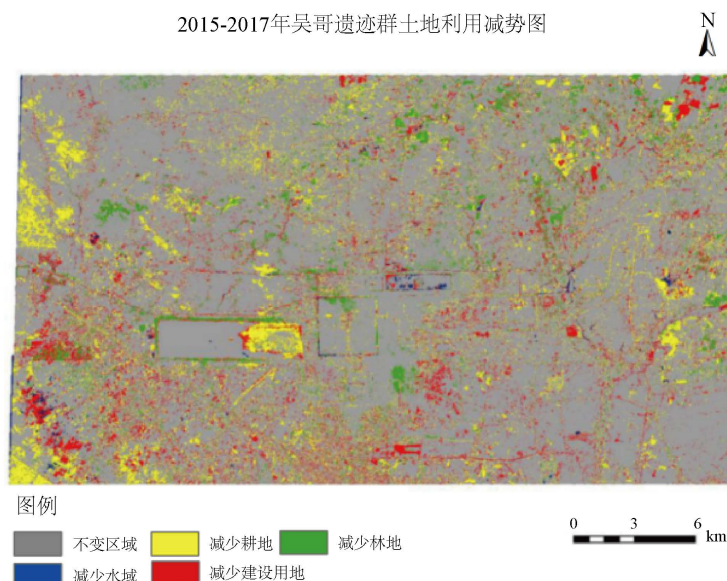 2015-2017年吴哥遗迹群土地利用减势图
N
图例
不变区域 减少耕地 减少林地
减少水域 减少建设用地
0 3 6
km